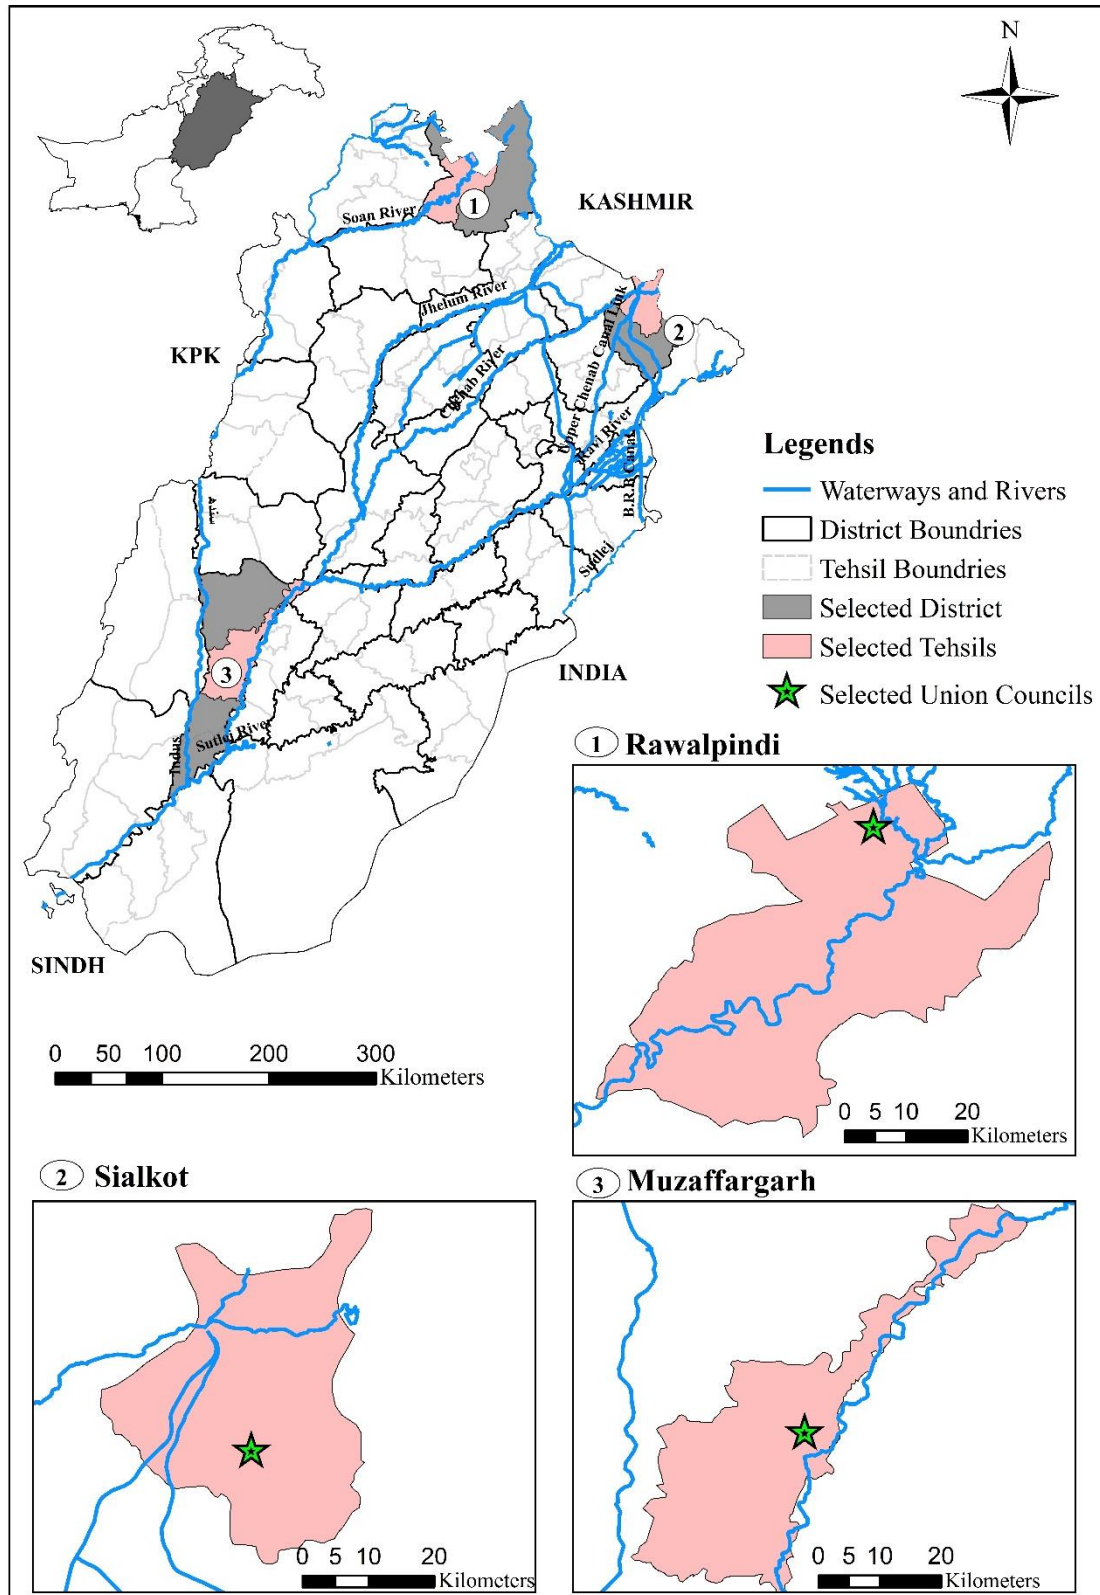 N
KASHMIR
1
Soan River
Jhelum River
2
KPK
Chenab River
Upper Chenab Canal Link
Ravi River
B.R.B Canal
Legends
Waterways and Rivers
District Boundries
Tehsil Boundries
Selected District
Selected Tehsils
Selected Union Councils
Sudlej
INDIA
3
Sutlej River
Indus
SINDH
0 50 100 200 300
Kilometers
1 Rawalpindi
0 5 10 20
Kilometers
2 Sialkot
0 5 10 20
Kilometers
3 Muzaffargarh
0 5 10 20
Kilometers